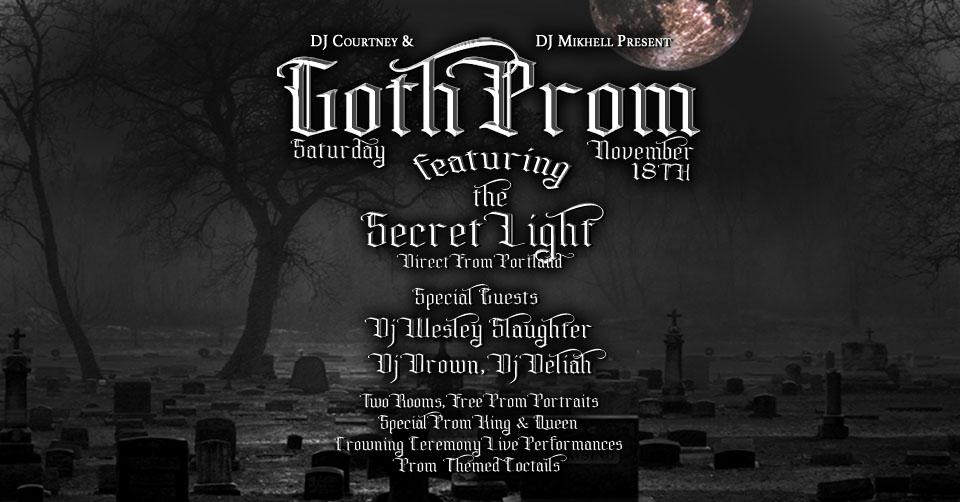 DJ Courtney & DJ Mikhell Present
Goth Prom
Saturday November
18th
featuring
the
Secret Light
Direct From Portland
Special Guests
Dj Wesley Slaughter
Dj Drown, Dj Deliah
Two Rooms, Free Prom Portraits
Special Prom King & Queen
Crowning Ceremony Live Performances
Prom Themed Coctails